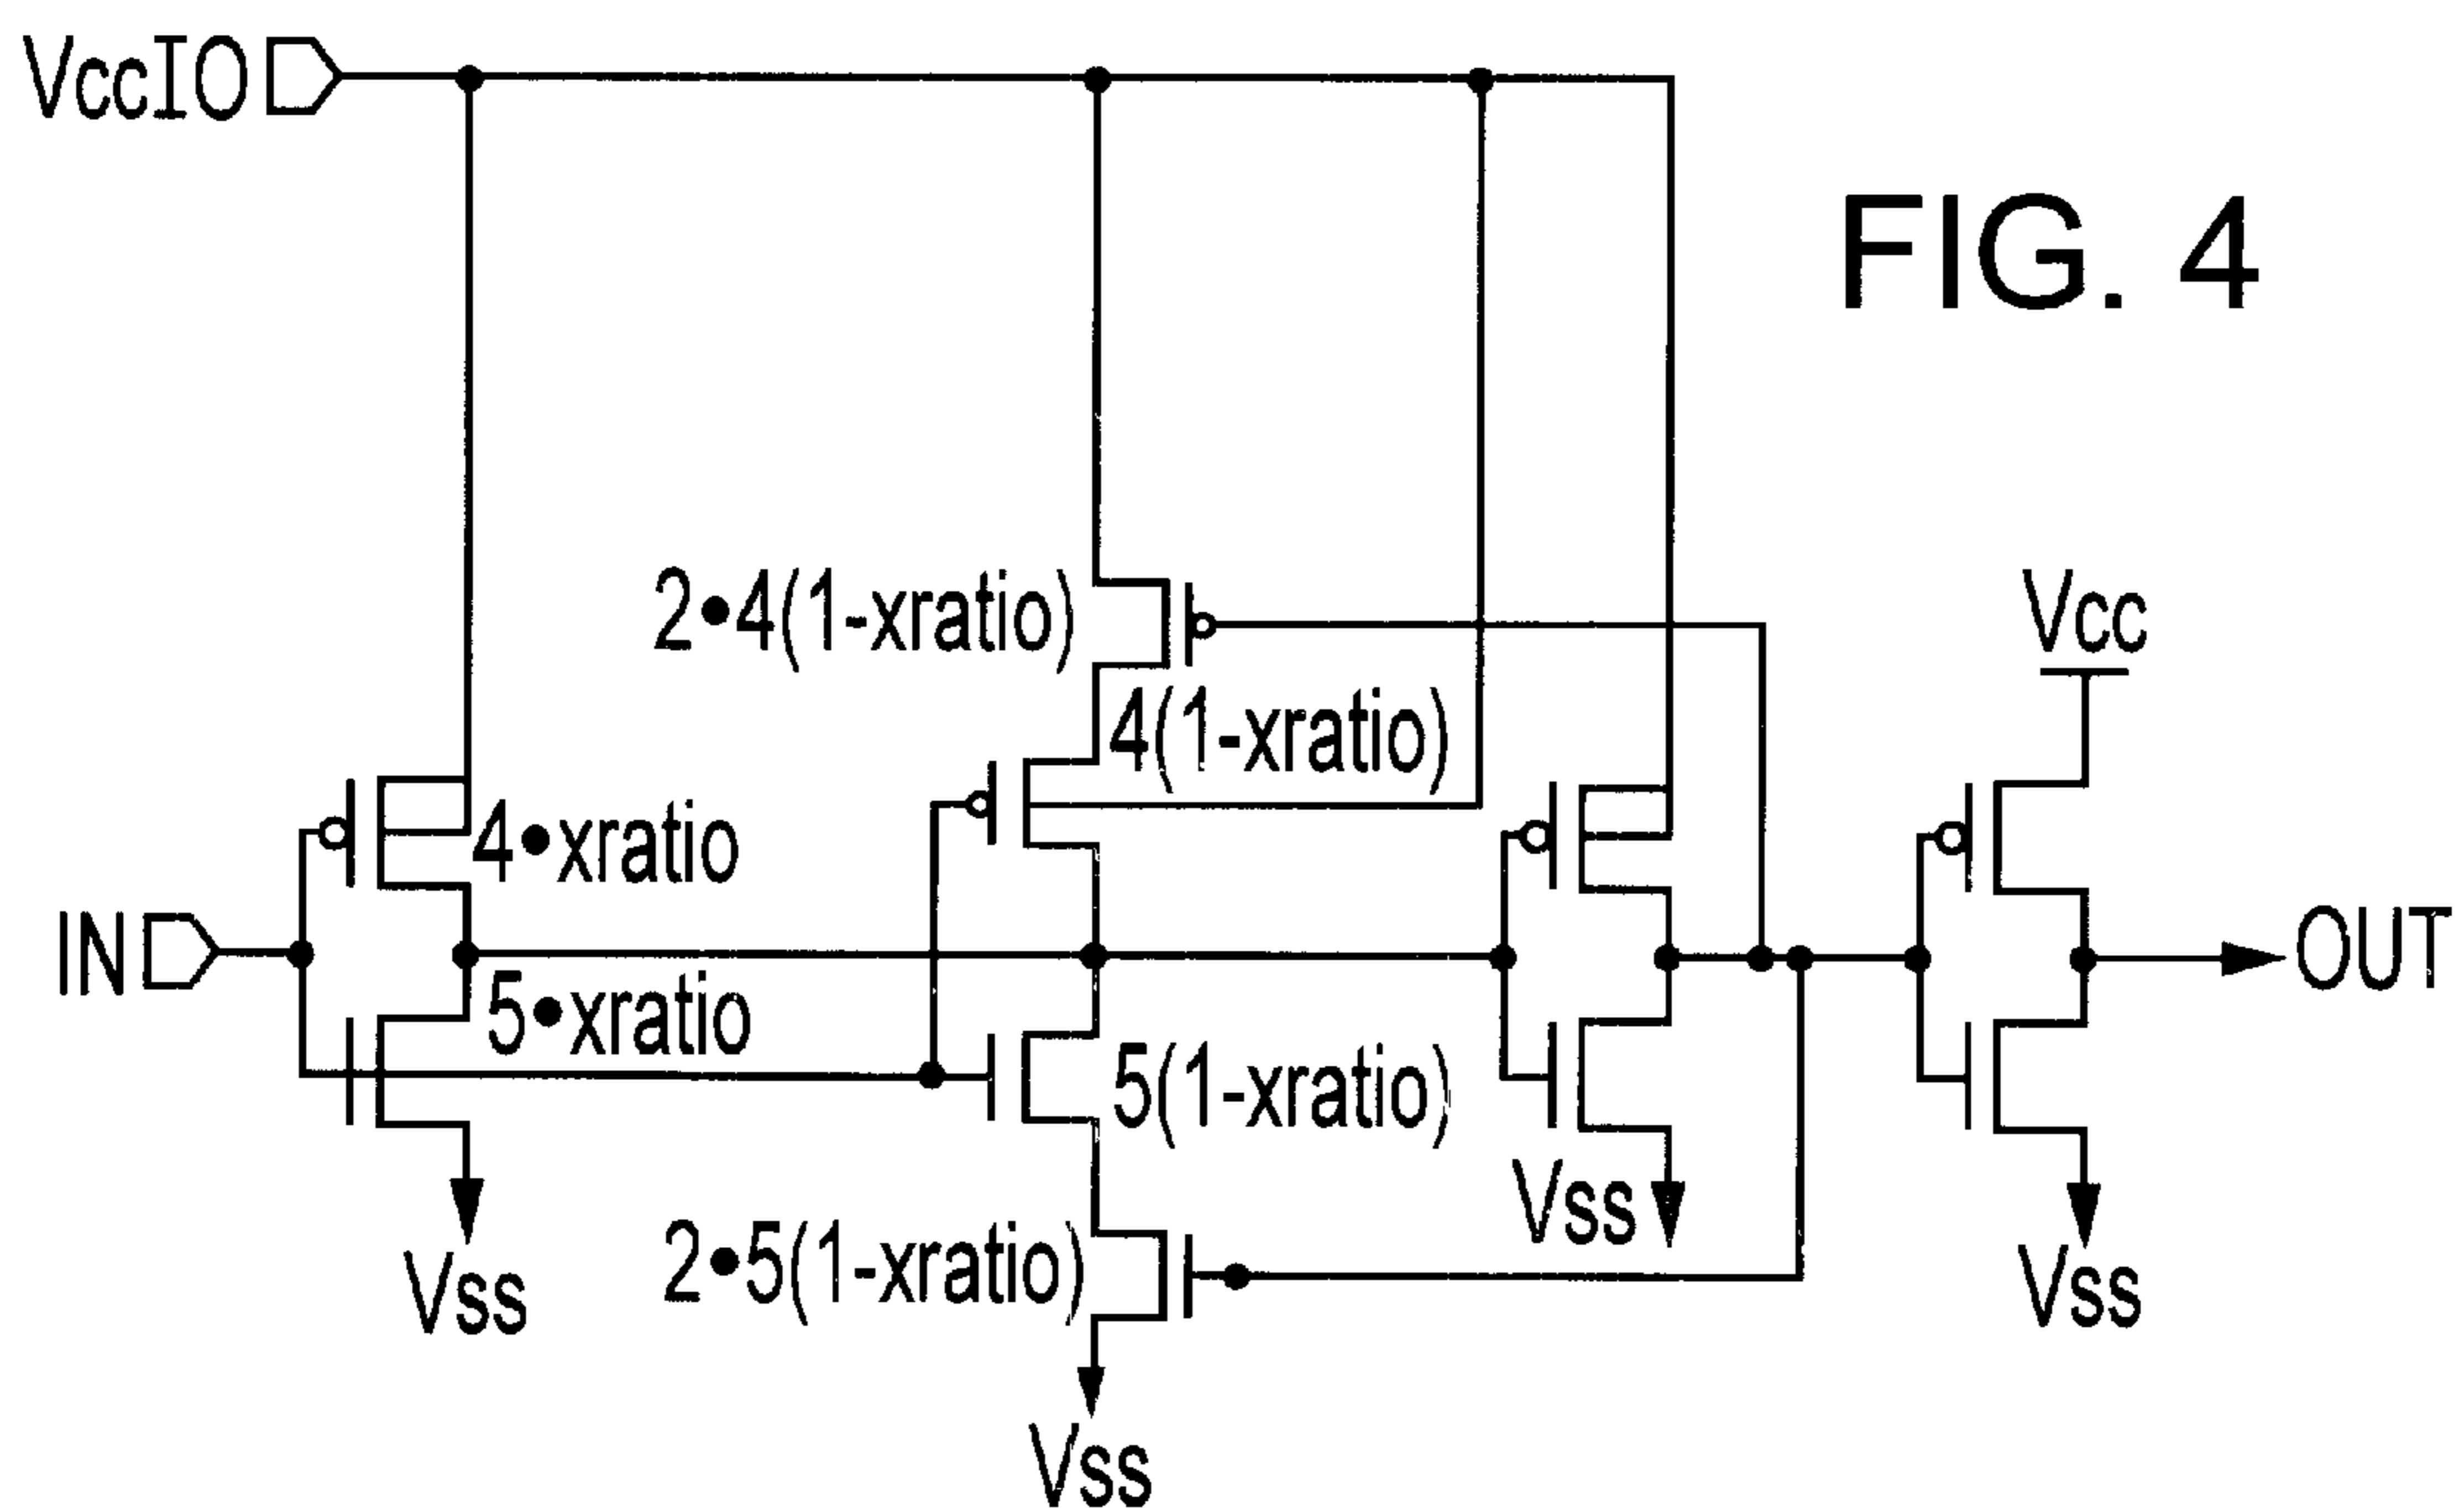 VccIO
FIG. 4
2•4(1-xratio)
Vcc
4(1-xratio)
4•xratio
IN
OUT
5•xratio
5(1-xratio)
Vss
2•5(1-xratio)
Vss
Vss
Vss